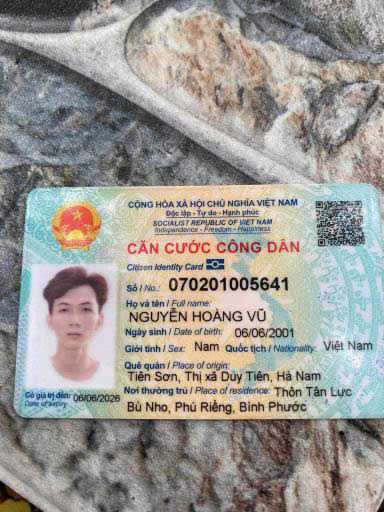 CỘNG HÒA XÃ HỘI CHỦ NGHĨA VIỆT NAM
Độc lập - Tự do - Hạnh phúc
SOCIALIST REPUBLIC OF VIET NAM
Independence - Freedom - Happiness
CĂN CƯỚC CÔNG DÂN
Citizen Identity Card
Số / No.: 070201005641
Họ và tên / Full name:
NGUYỄN HOÀNG VŨ
Ngày sinh / Date of birth: 06/06/2001
Giới tính / Sex: Nam Quốc tịch / Nationality: Việt Nam
Quê quán / Place of origin:
Tiên Sơn, Thị xã Duy Tiên, Hà Nam
Nơi thường trú / Place of residence: Thôn Tân Lực
Bù Nho, Phú Riềng, Bình Phước
Có giá trị đến: 06/06/2026
Date of expiry